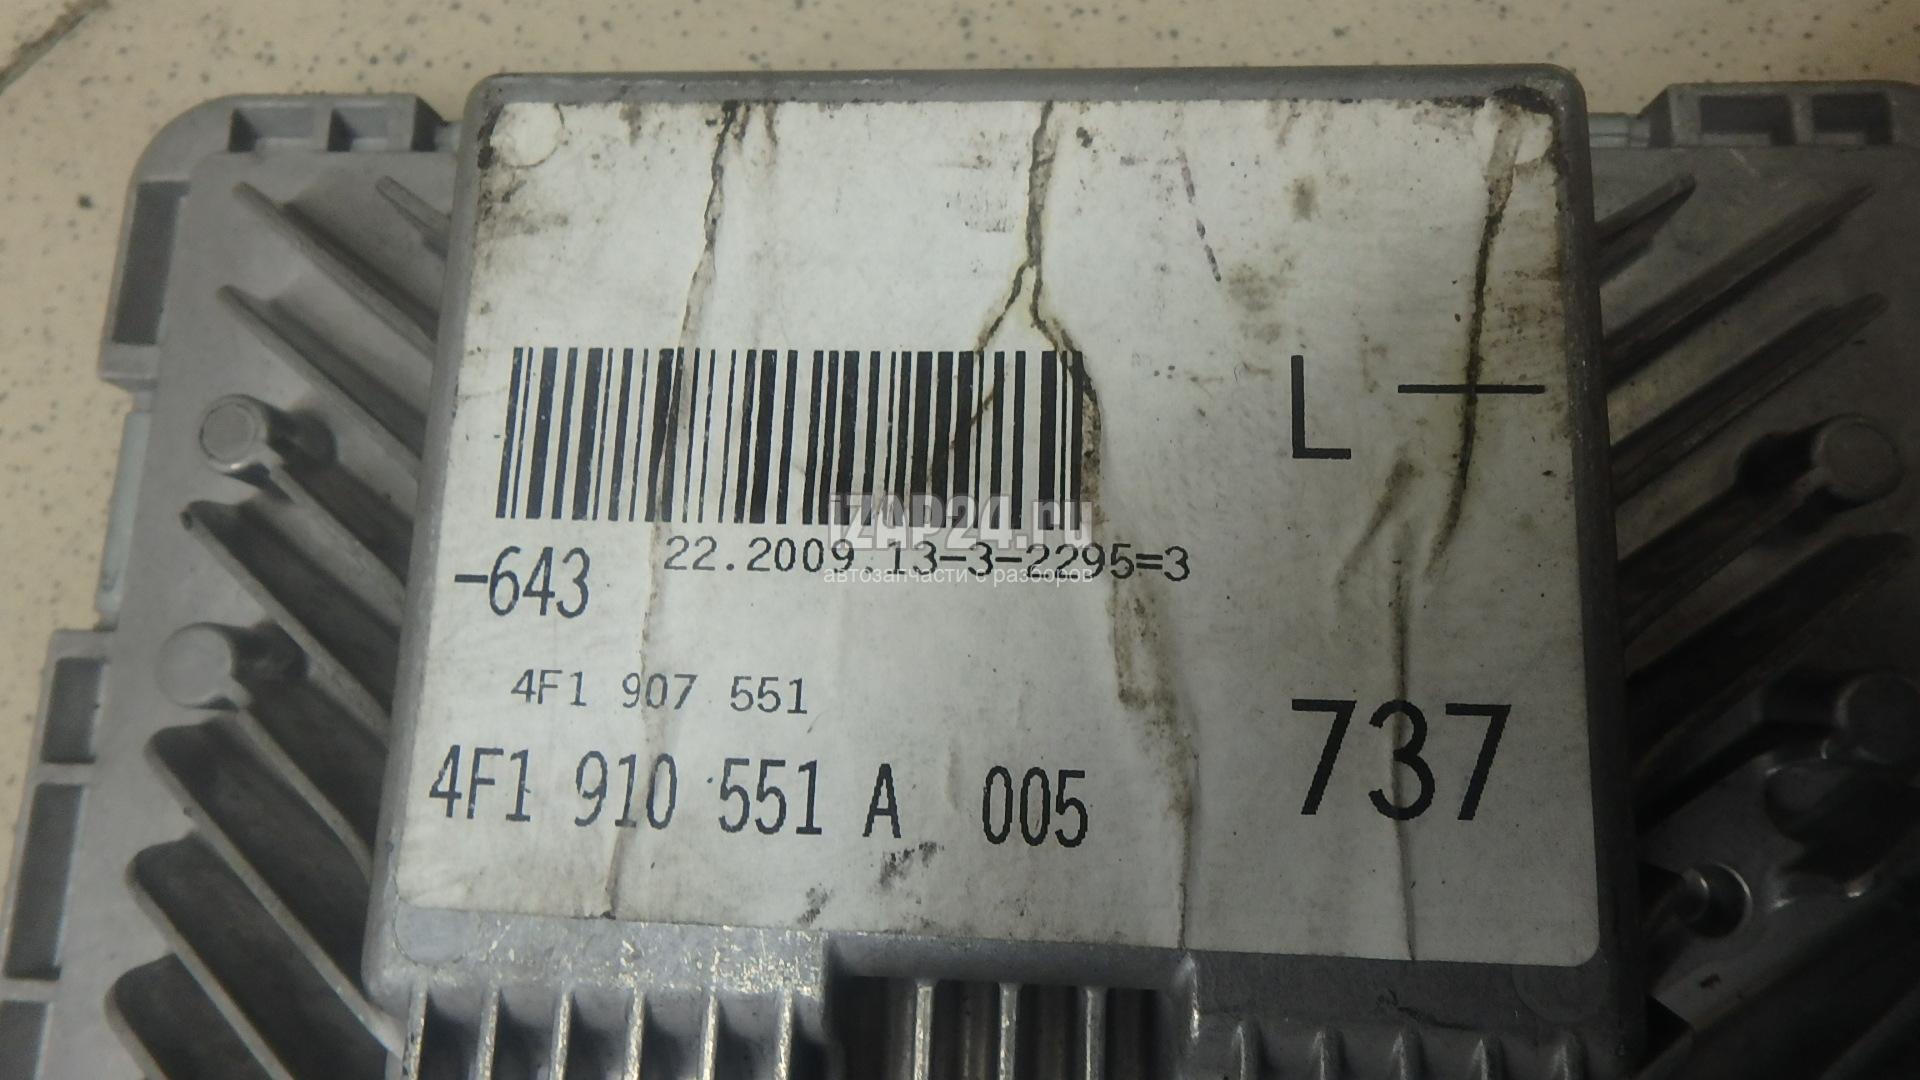 L —
iZAP24.ru
22.2009.13-3-2295=3
автозапчасти с разборов
-643
4F1 907 551
737
4F1 910 551 A 005